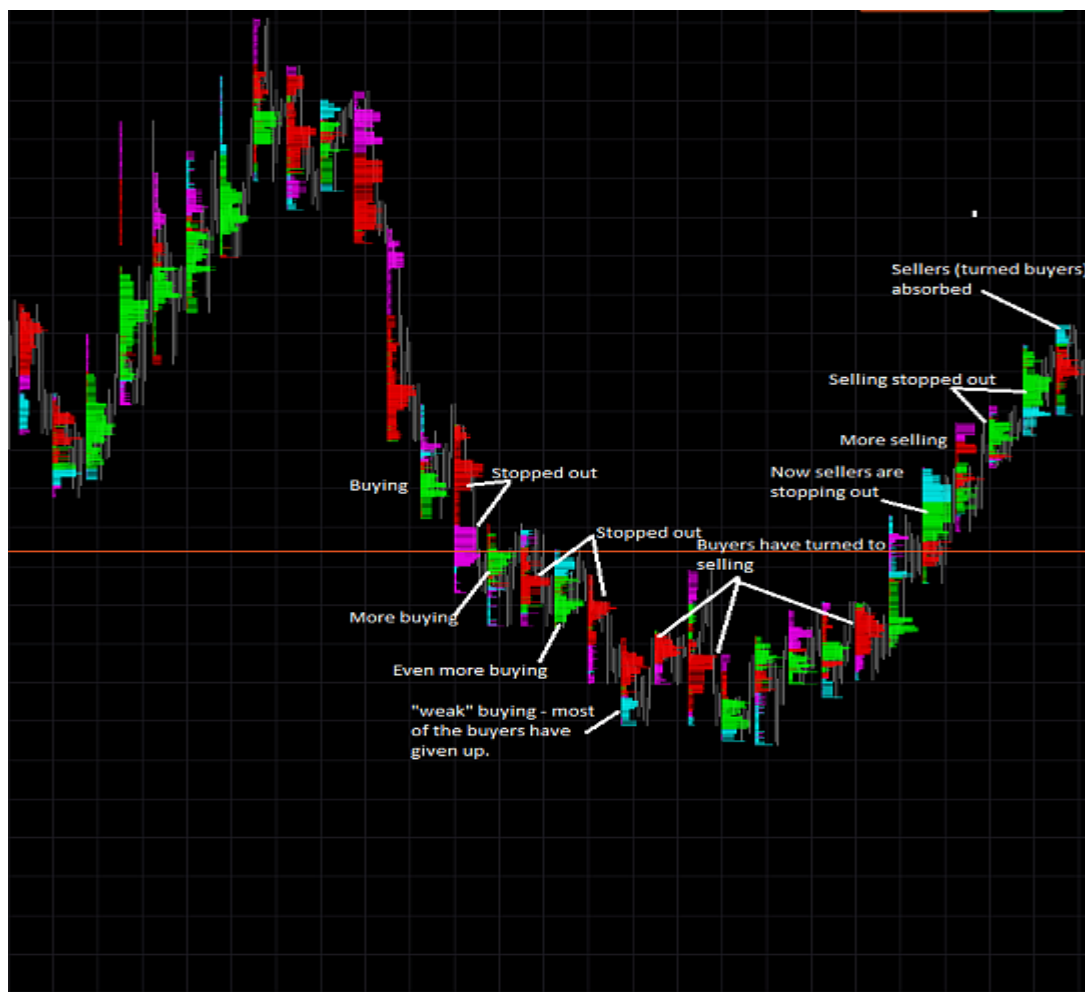 Sellers (turned buyers)
absorbed
Selling stopped out
More selling
Now sellers are
stopping out
Buying
Stopped out
Stopped out
Buyers have turned to
selling
More buying
Even more buying
"weak" buying - most
of the buyers have
given up.